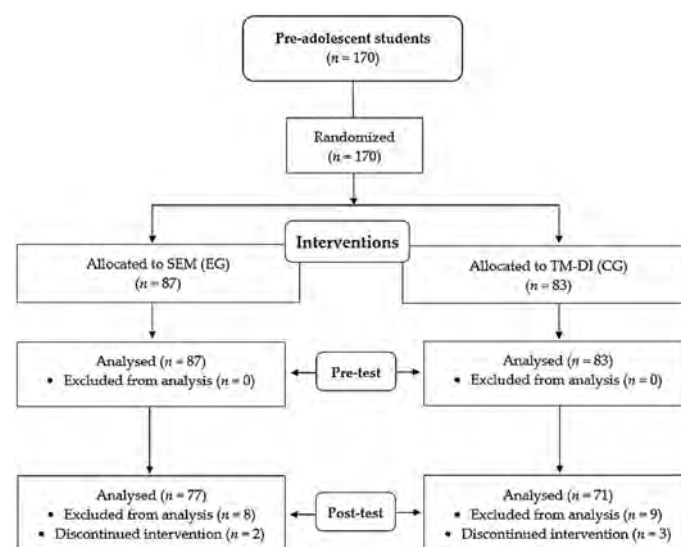 Pre-adolescent students
(n = 170)
Randomized
(n = 170)
Interventions
Allocated to SEM (EG)
(n = 87)
Allocated to TM-DI (CG)
(n = 83)
Analysed (n = 87)
• Excluded from analysis (n = 0)
Pre-test
Analysed (n = 83)
• Excluded from analysis (n = 0)
Analysed (n = 77)
• Excluded from analysis (n = 8)
• Discontinued intervention (n = 2)
Post-test
Analysed (n = 71)
• Excluded from analysis (n = 9)
• Discontinued intervention (n = 3)